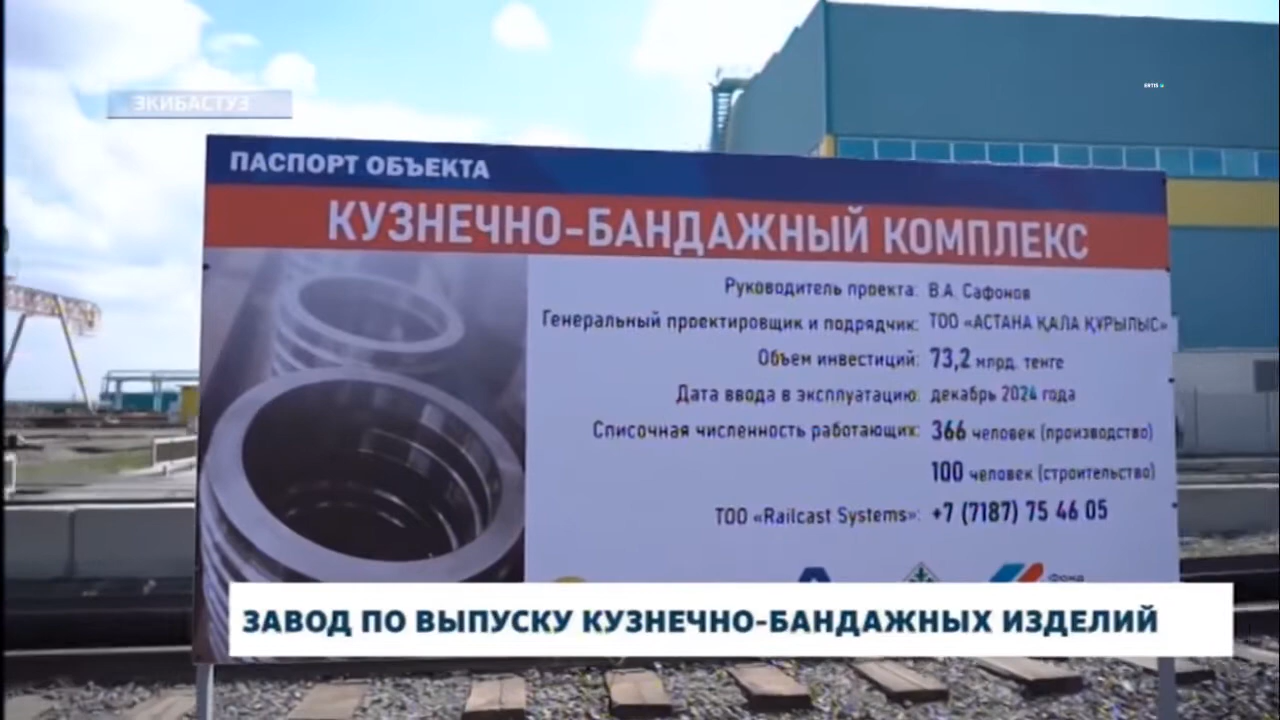 ERTIS
ЭКИБАСТУЗ
ПАСПОРТ ОБЪЕКТА
КУЗНЕЧНО-БАНДАЖНЫЙ КОМПЛЕКС
Руководитель проекта: В.А. Сафонов
Генеральный проектировщик и подрядчик: ТОО «АСТАНА ҚАЛА ҚҰРЫЛЫС»
Объем инвестиций: 73,2 млрд. тенге
Дата ввода в эксплуатацию: декабрь 2024 года
Списочная численность работающих: 366 человек (производство)
100 человек (строительство)
ТОО «Railcast Systems»: +7 (7187) 75 46 05
Фонд
ЗАВОД ПО ВЫПУСКУ КУЗНЕЧНО-БАНДАЖНЫХ ИЗДЕЛИЙ